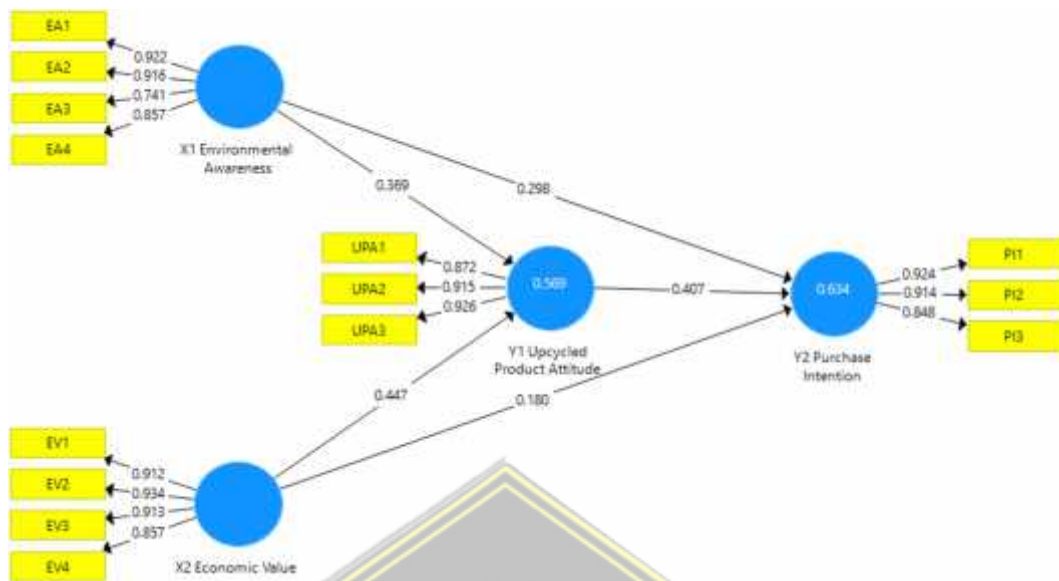 EA1
EA2
EA3
EA4
0.922
0.916
0.741
0.857
X1 Environmental
Awareness
0.369
0.298
UPA1
UPA2
UPA3
0.872
0.915
0.926
0.569
Y1 Upcycled
Product Attitude
0.407
0.634
Y2 Purchase
Intention
0.924
0.914
0.848
PI1
PI2
PI3
0.447
0.180
EV1
EV2
EV3
EV4
0.912
0.934
0.913
0.857
X2 Economic Value